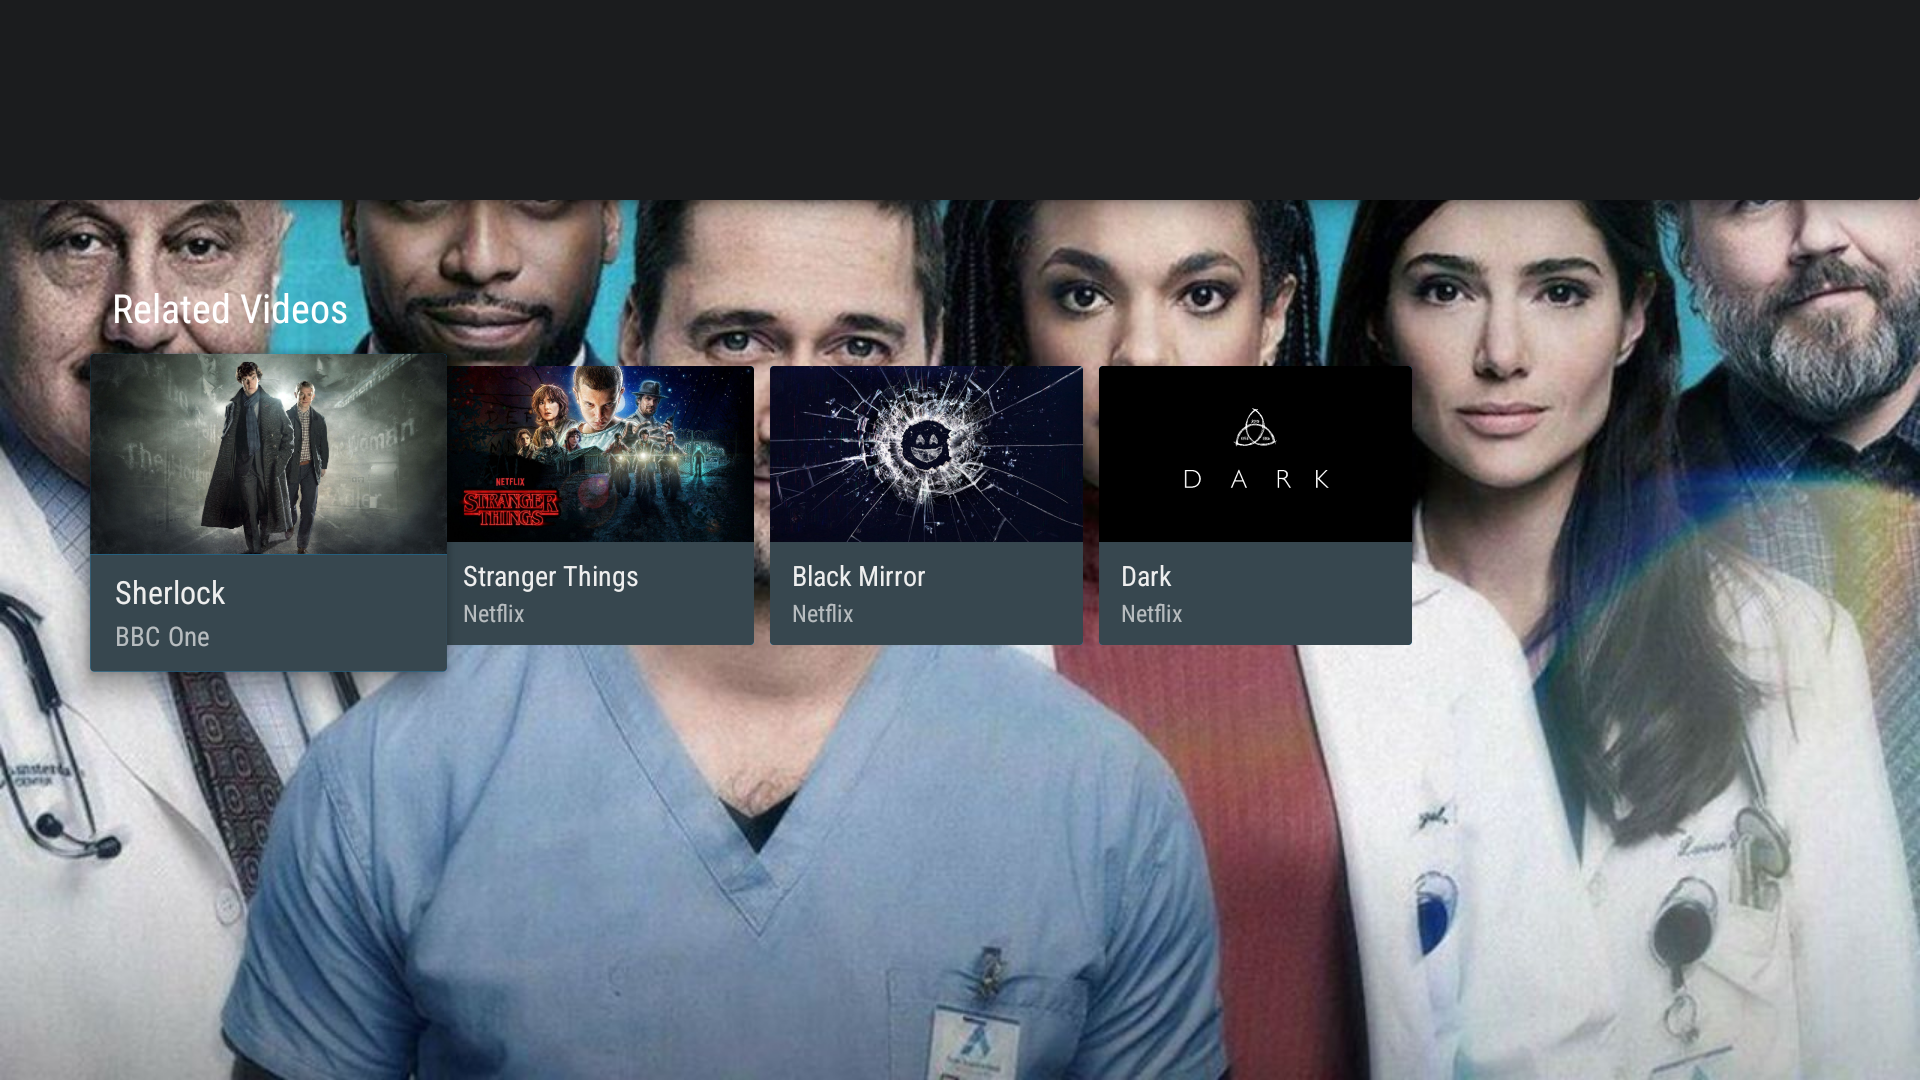 Related Videos
NETFLIX
STRANGER
THINGS
D A R K
Sherlock
BBC One
Stranger Things
Netflix
Black Mirror
Netflix
Dark
Netflix